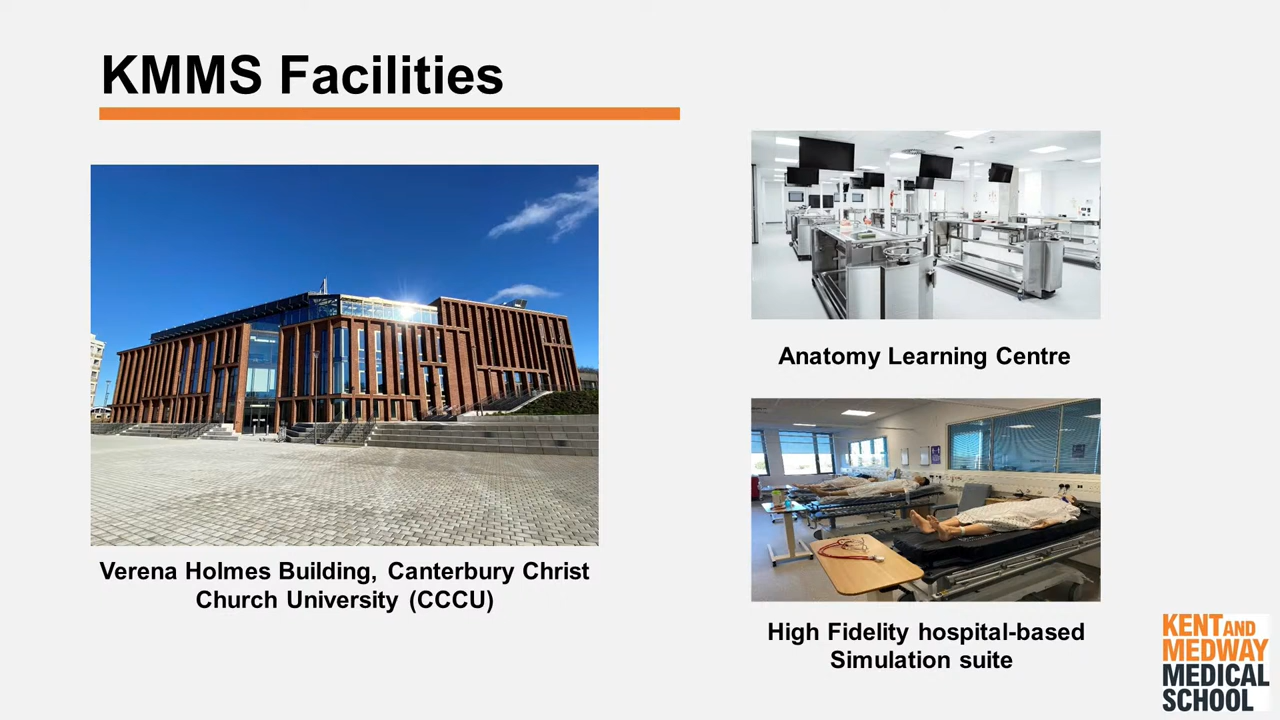 KMMS Facilities
Verena Holmes Building, Canterbury Christ
Church University (CCCU)
Anatomy Learning Centre
High Fidelity hospital-based
Simulation suite
KENT AND
MEDWAY
MEDICAL
SCHOOL